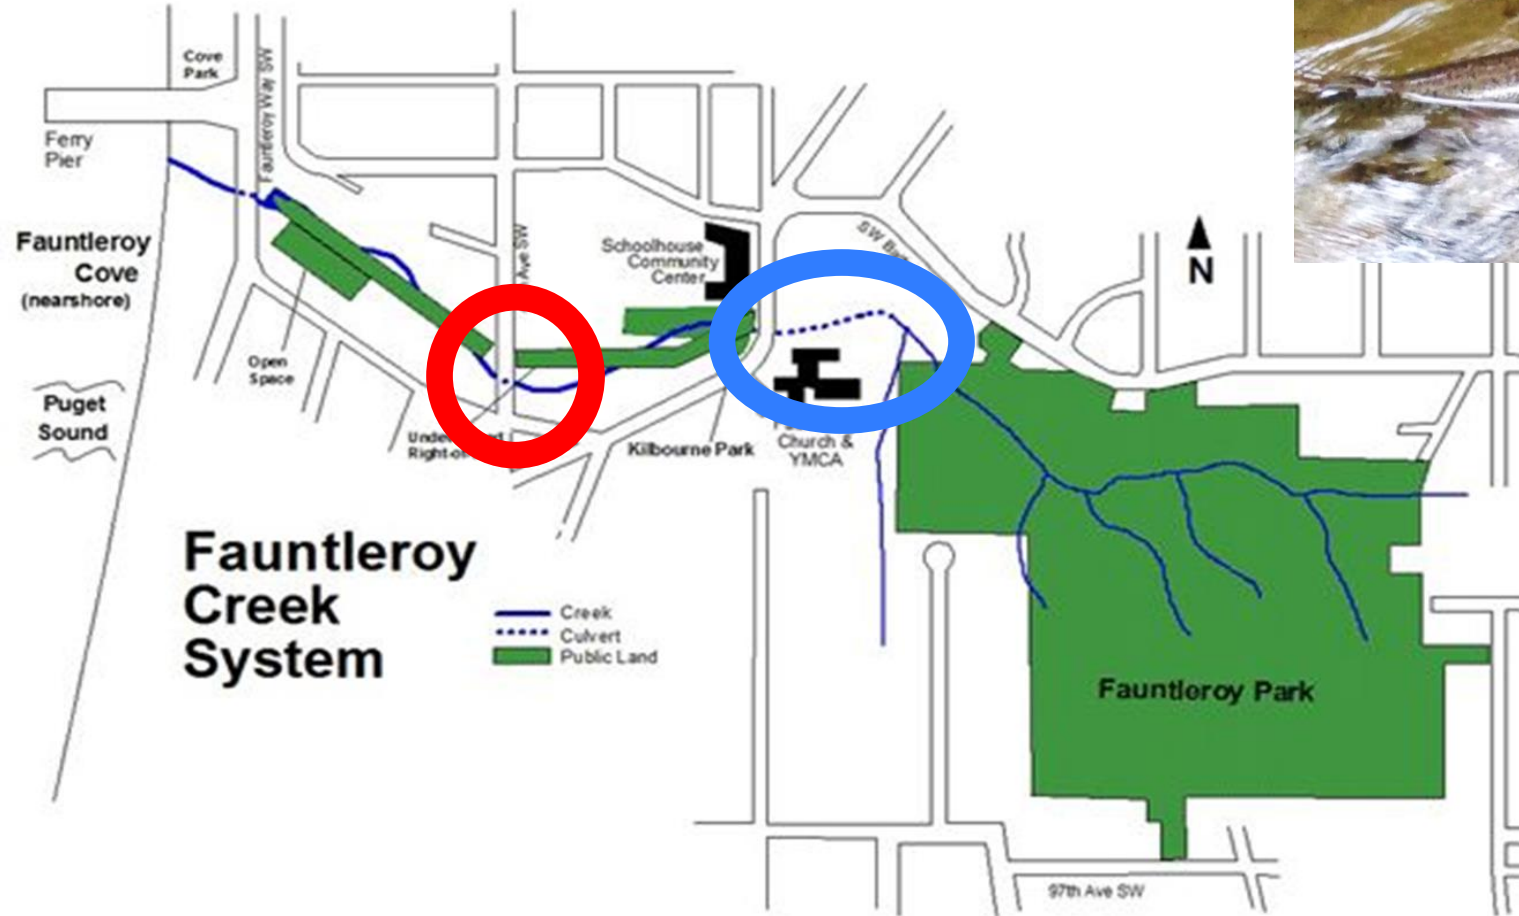 Cove
Park
Fauntleroy Way SW
Ferry
Pier
Fauntleroy
Cove
(nearshore)
Puget
Sound
Open
Space
Ave SW
Schoolhouse
Community
Center
SW
N
Kilbourne Park
Church &
YMCA
Fauntleroy
Creek
System
Creek
Culvert
Public Land
Fauntleroy Park
97th Ave SW